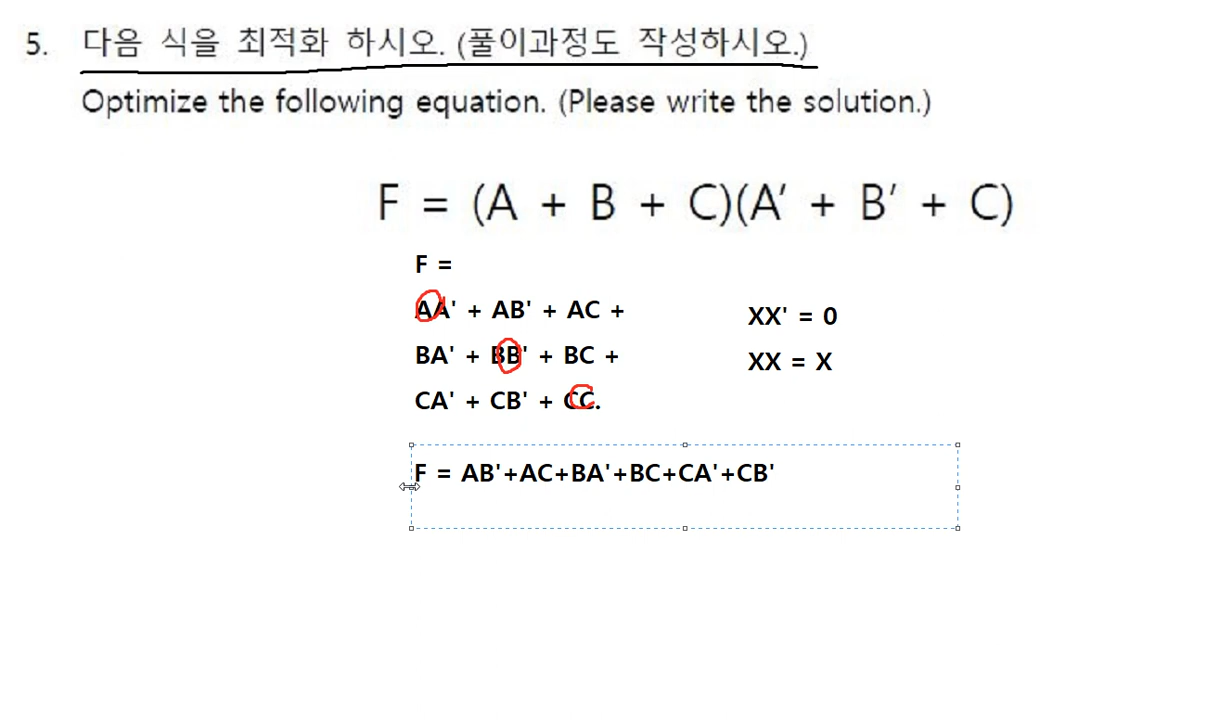 5. 다음 식을 최적화 하시오. (풀이과정도 작성하시오.)
Optimize the following equation. (Please write the solution.)
F = (A + B + C)(A′ + B′ + C)
F =
AA' + AB' + AC +
BA' + BB' + BC +
CA' + CB' + CC.
XX' = 0
XX = X
F = AB'+AC+BA'+BC+CA'+CB'